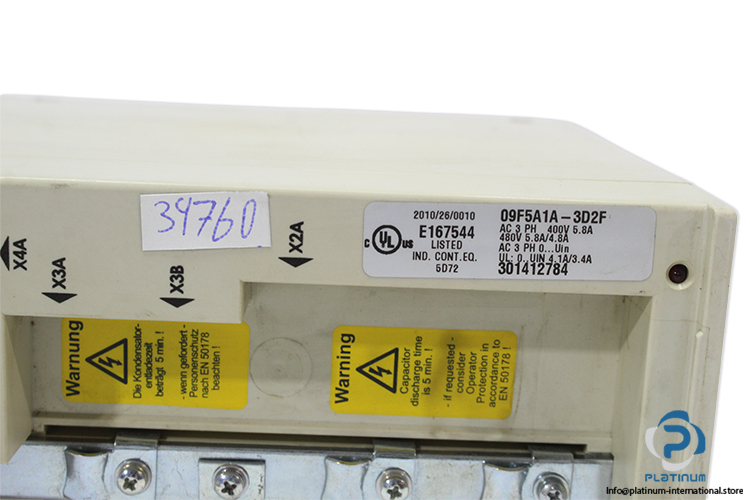 X4A
X3A
X3B
X2A
34760
2010/26/0010
E167544
LISTED
IND. CONT.EQ.
5D72
C UL US
09F5A1A-3D2F
AC 3 PH 400V 5.8A
480V 5.8A/4.8A
AC 3 PH 0...Uin
UL: 0..UIN 4.1A/3.4A
301412784
Warnung
Die Kondensator-
entladezeit
beträgt 5 min. !
- wenn gefordert -
Personenschutz
nach EN 50178
beachten !
Warning
Capacitor
discharge time
is 5 min. !
- if requested -
consider
Operator
Protection in
accordance to
EN 50178 !
PLATINUM
Info@platinum-international.store